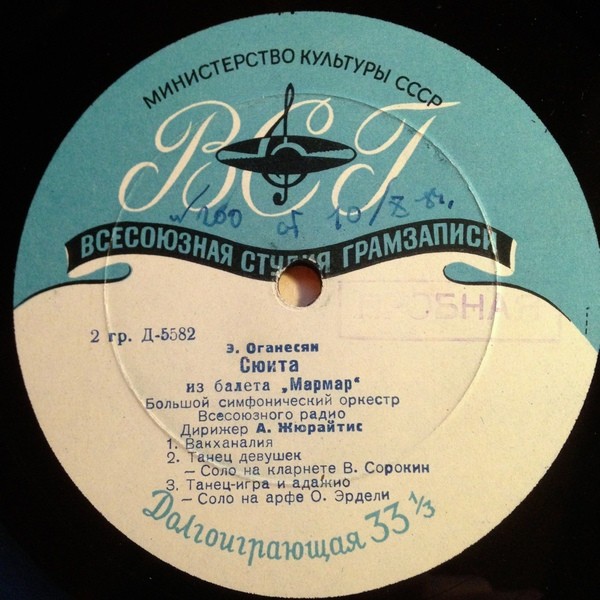 МИНИСТЕРСТВО КУЛЬТУРЫ СССР
ВСГ
№ 200 от 10/8
ВСЕСОЮЗНАЯ СТУДИЯ ГРАМЗАПИСИ
ПРОБНАЯ
2 гр. Д-5582
Э. Оганесян
Сюита
из балета „Мармар“
Большой симфонический оркестр
Всесоюзного радио
Дирижер А. Жюрайтис
1. Вакханалия
2. Танец девушек
– Соло на кларнете В. Сорокин
3. Танец-игра и адажио
– Соло на арфе О. Эрдели
Долгоиграющая 33 1/3